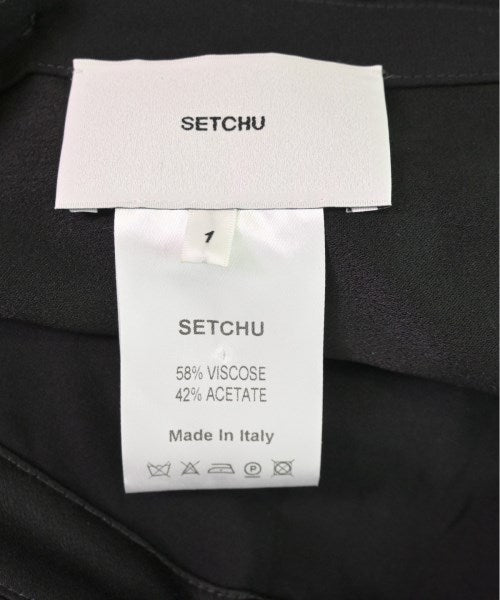 SETCHU
1
SETCHU
58% VISCOSE
42% ACETATE
Made In Italy
P